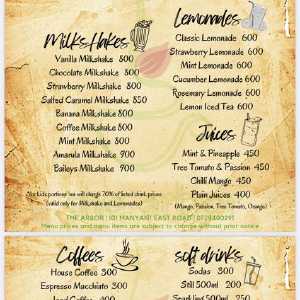 Milkshakes
Vanilla Milkshake 800
Chocolate Milkshake 800
Strawberry Milkshake 800
Salted Caramel Milkshake 850
Banana Milkshake 800
Coffee Milkshake 800
Mint Milkshake 800
Amarula Milkshake 900
Baileys Milkshake 900
For kids portions we will charge 70% of listed drink prices
(Valid only for Milkshake and Lemonades)
Lemonades
Classic Lemonade 600
Strawberry Lemonade 600
Mint Lemonade 600
Cucumber Lemonade 600
Rosemary Lemonade 600
Lemon Iced Tea 600
Juices
Mint & Pineapple 450
Tree Tomato & Passion 450
Chilli Mango 450
Plain Juices 400
(Mango, Passion, Tree Tomato, Orange)
THE ARBOR | 101 MANYANI EAST ROAD | 0729400291
Menu prices and items are subject to change without prior notice
Coffees
House Coffee 300
Espresso Macchiato 300
Iced Coffee
Soft drinks
Sodas 300
Still 500ml 200
Sparkling 500ml 250